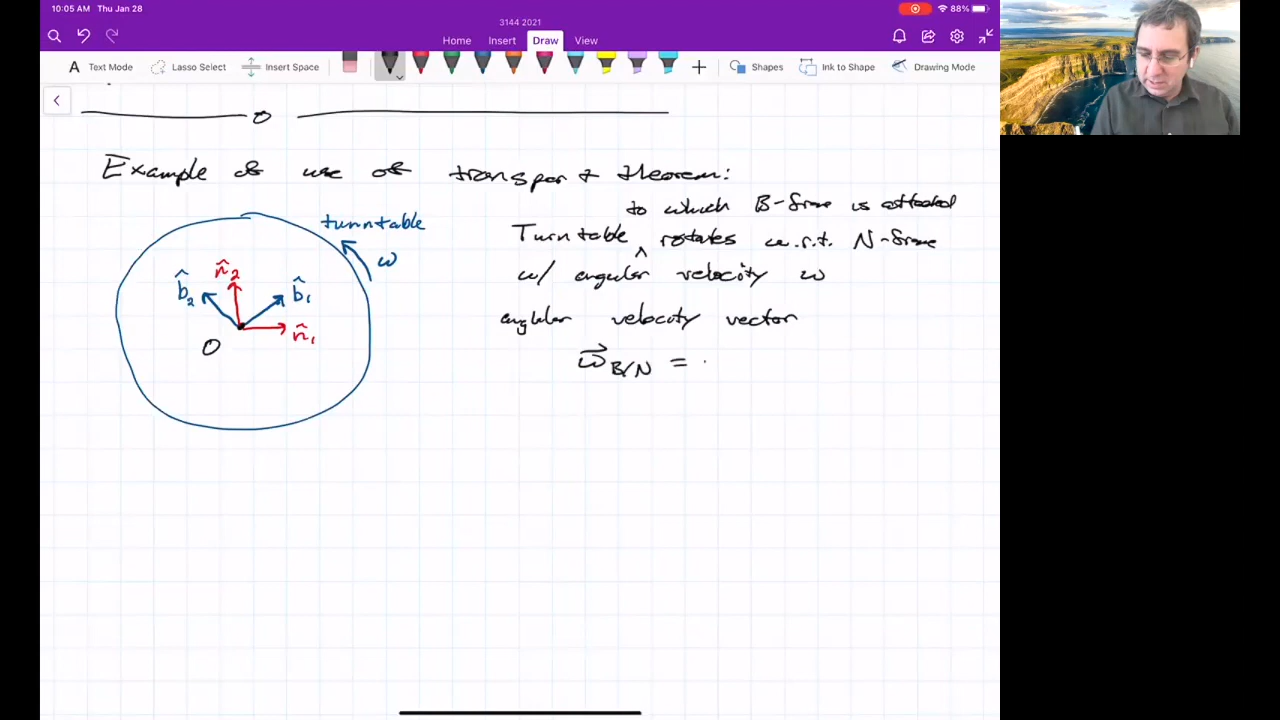 10:05 AM Thu Jan 28
88%
3144 2021
Home Insert Draw View
Text Mode Lasso Select Insert Space Shapes Ink to Shape Drawing Mode
Example of use of transport theorem:
to which B-frame is attached
turntable
Turntable ^ rotates w.r.t. N-frame
ω
w/ angular velocity ω
n̂₂
b̂₂
b̂₁
angular velocity vector
n̂₁
O
ω⃗ B/N =